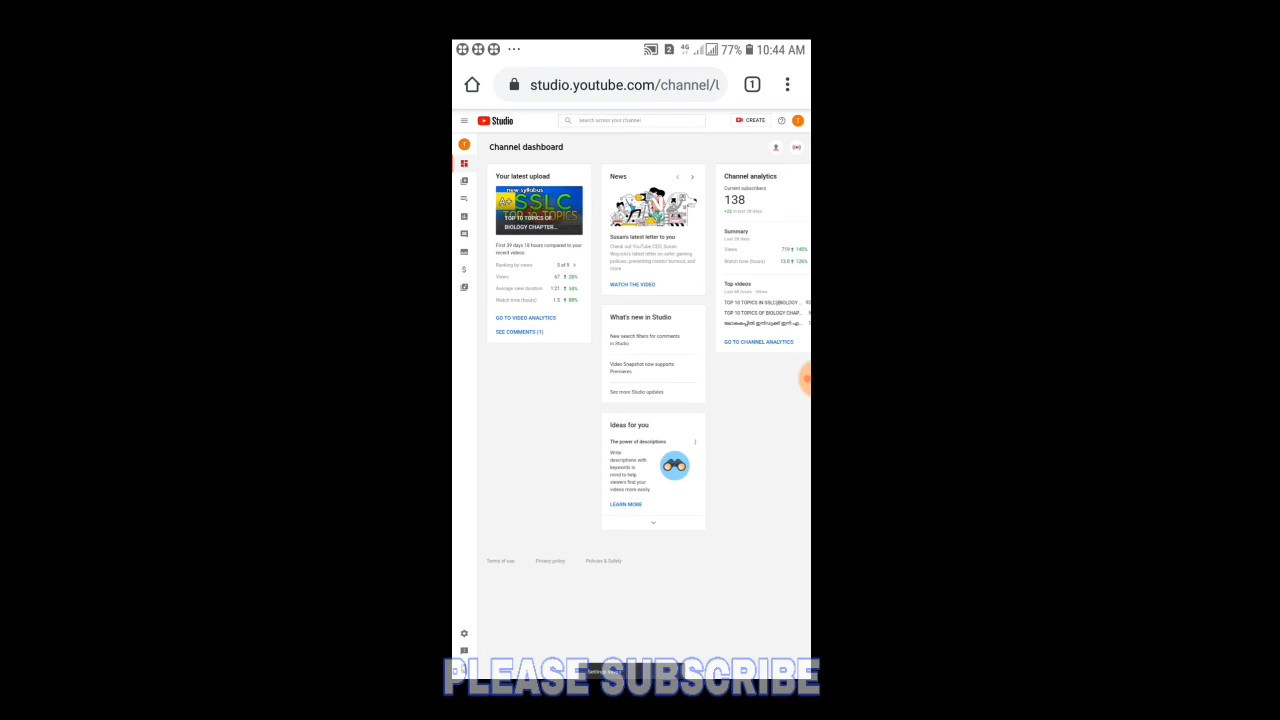 77% 10:44 AM
studio.youtube.com/channel/U
1
Studio
Search across your channel
CREATE
T
T
Channel dashboard
Your latest upload
new syllabus
A+ SSLC
TOP 10 TOPICS
TOP 10 TOPICS OF
BIOLOGY CHAPTER...
First 39 days 18 hours compared to your
recent videos:
Ranking by views 5 of 9
Views 67 28%
Average view duration 1:21 34%
Watch time (hours) 1.5 88%
GO TO VIDEO ANALYTICS
SEE COMMENTS (1)
News
Susan's latest letter to you
Check out YouTube CEO, Susan
Wojcicki's latest letter on safer gaming
policies, preventing creator burnout, and
more
WATCH THE VIDEO
What's new in Studio
New search filters for comments
in Studio
Video Snapshot now supports
Premieres
See more Studio updates
Ideas for you
The power of descriptions
Write
descriptions with
keywords in
mind to help
viewers find your
videos more easily
LEARN MORE
Channel analytics
Current subscribers
138
+22 in last 28 days
Summary
Last 28 days
Views 719 140%
Watch time (hours) 13.0 126%
Top videos
Last 48 hours · Views
TOP 10 TOPICS IN SSLC||BIOLOGY ...
TOP 10 TOPICS OF BIOLOGY CHAP...
GO TO CHANNEL ANALYTICS
Terms of use Privacy policy Policies & Safety
PLEASE SUBSCRIBE